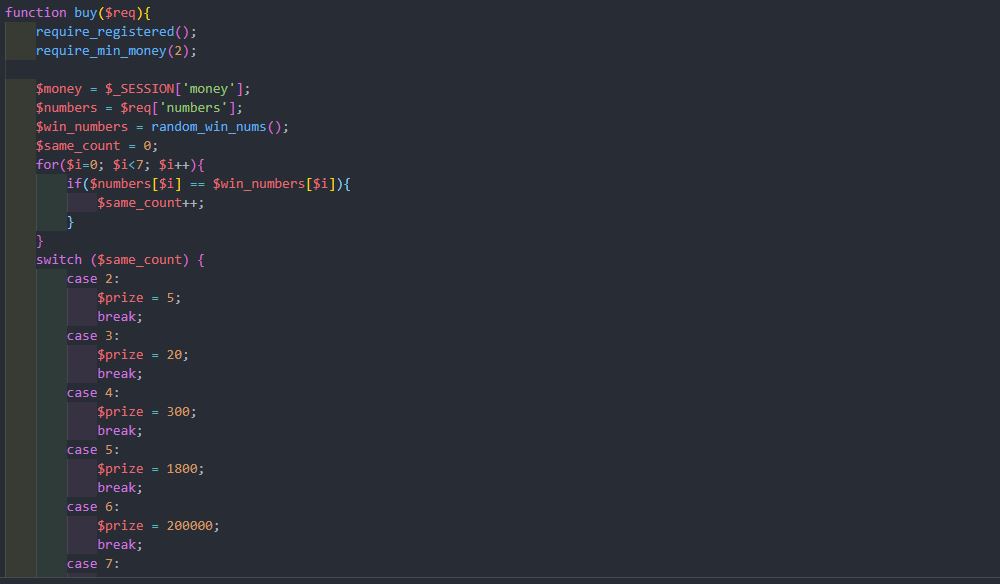 function buy($req){
    require_registered();
    require_min_money(2);

    $money = $_SESSION['money'];
    $numbers = $req['numbers'];
    $win_numbers = random_win_nums();
    $same_count = 0;
    for($i=0; $i<7; $i++){
        if($numbers[$i] == $win_numbers[$i]){
            $same_count++;
        }
    }
    switch ($same_count) {
        case 2:
            $prize = 5;
            break;
        case 3:
            $prize = 20;
            break;
        case 4:
            $prize = 300;
            break;
        case 5:
            $prize = 1800;
            break;
        case 6:
            $prize = 200000;
            break;
        case 7: